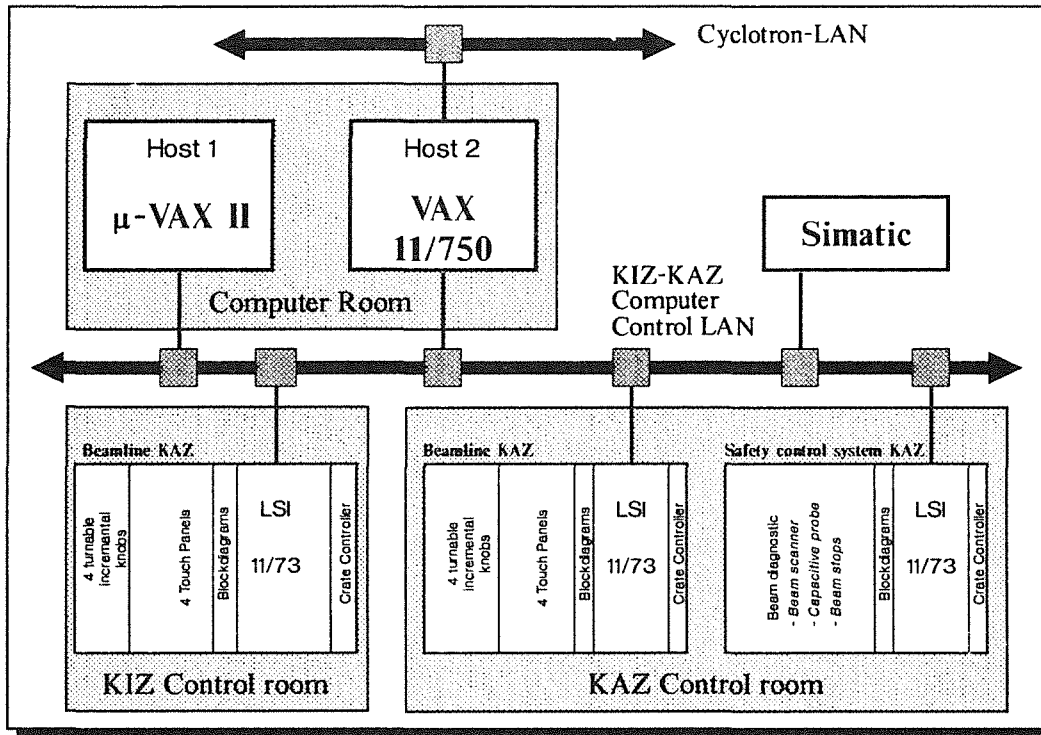 Cyclotron-LAN
Host 1
μ-VAX II
Host 2
VAX
11/750
Computer Room
Simatic
KIZ-KAZ
Computer
Control LAN
Beamline KAZ
4 turnable
incremental
knobs
4 Touch Panels
Blockdiagrams
LSI
11/73
Crate Controller
KIZ Control room
Beamline KAZ
4 turnable
incremental
knobs
4 Touch Panels
Blockdiagrams
LSI
11/73
Crate Controller
Safety control system KAZ
Beam diagnostic
- Beam scanner
- Capacitive probe
- Beam stops
Blockdiagrams
LSI
11/73
Crate Controller
KAZ Control room